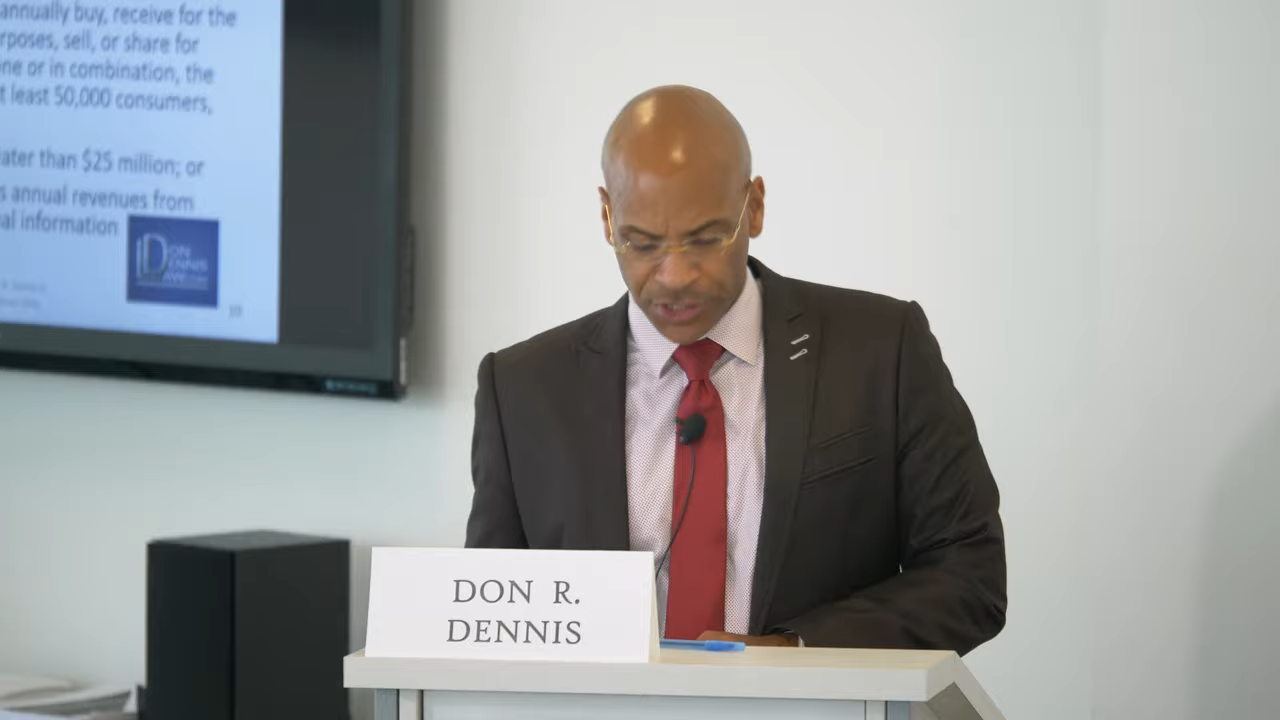 annually buy, receive for the
rposes, sell, or share for
ne or in combination, the
t least 50,000 consumers,
ater than $25 million; or
s annual revenues from
al information
DON
DENNIS
DON R.
DENNIS